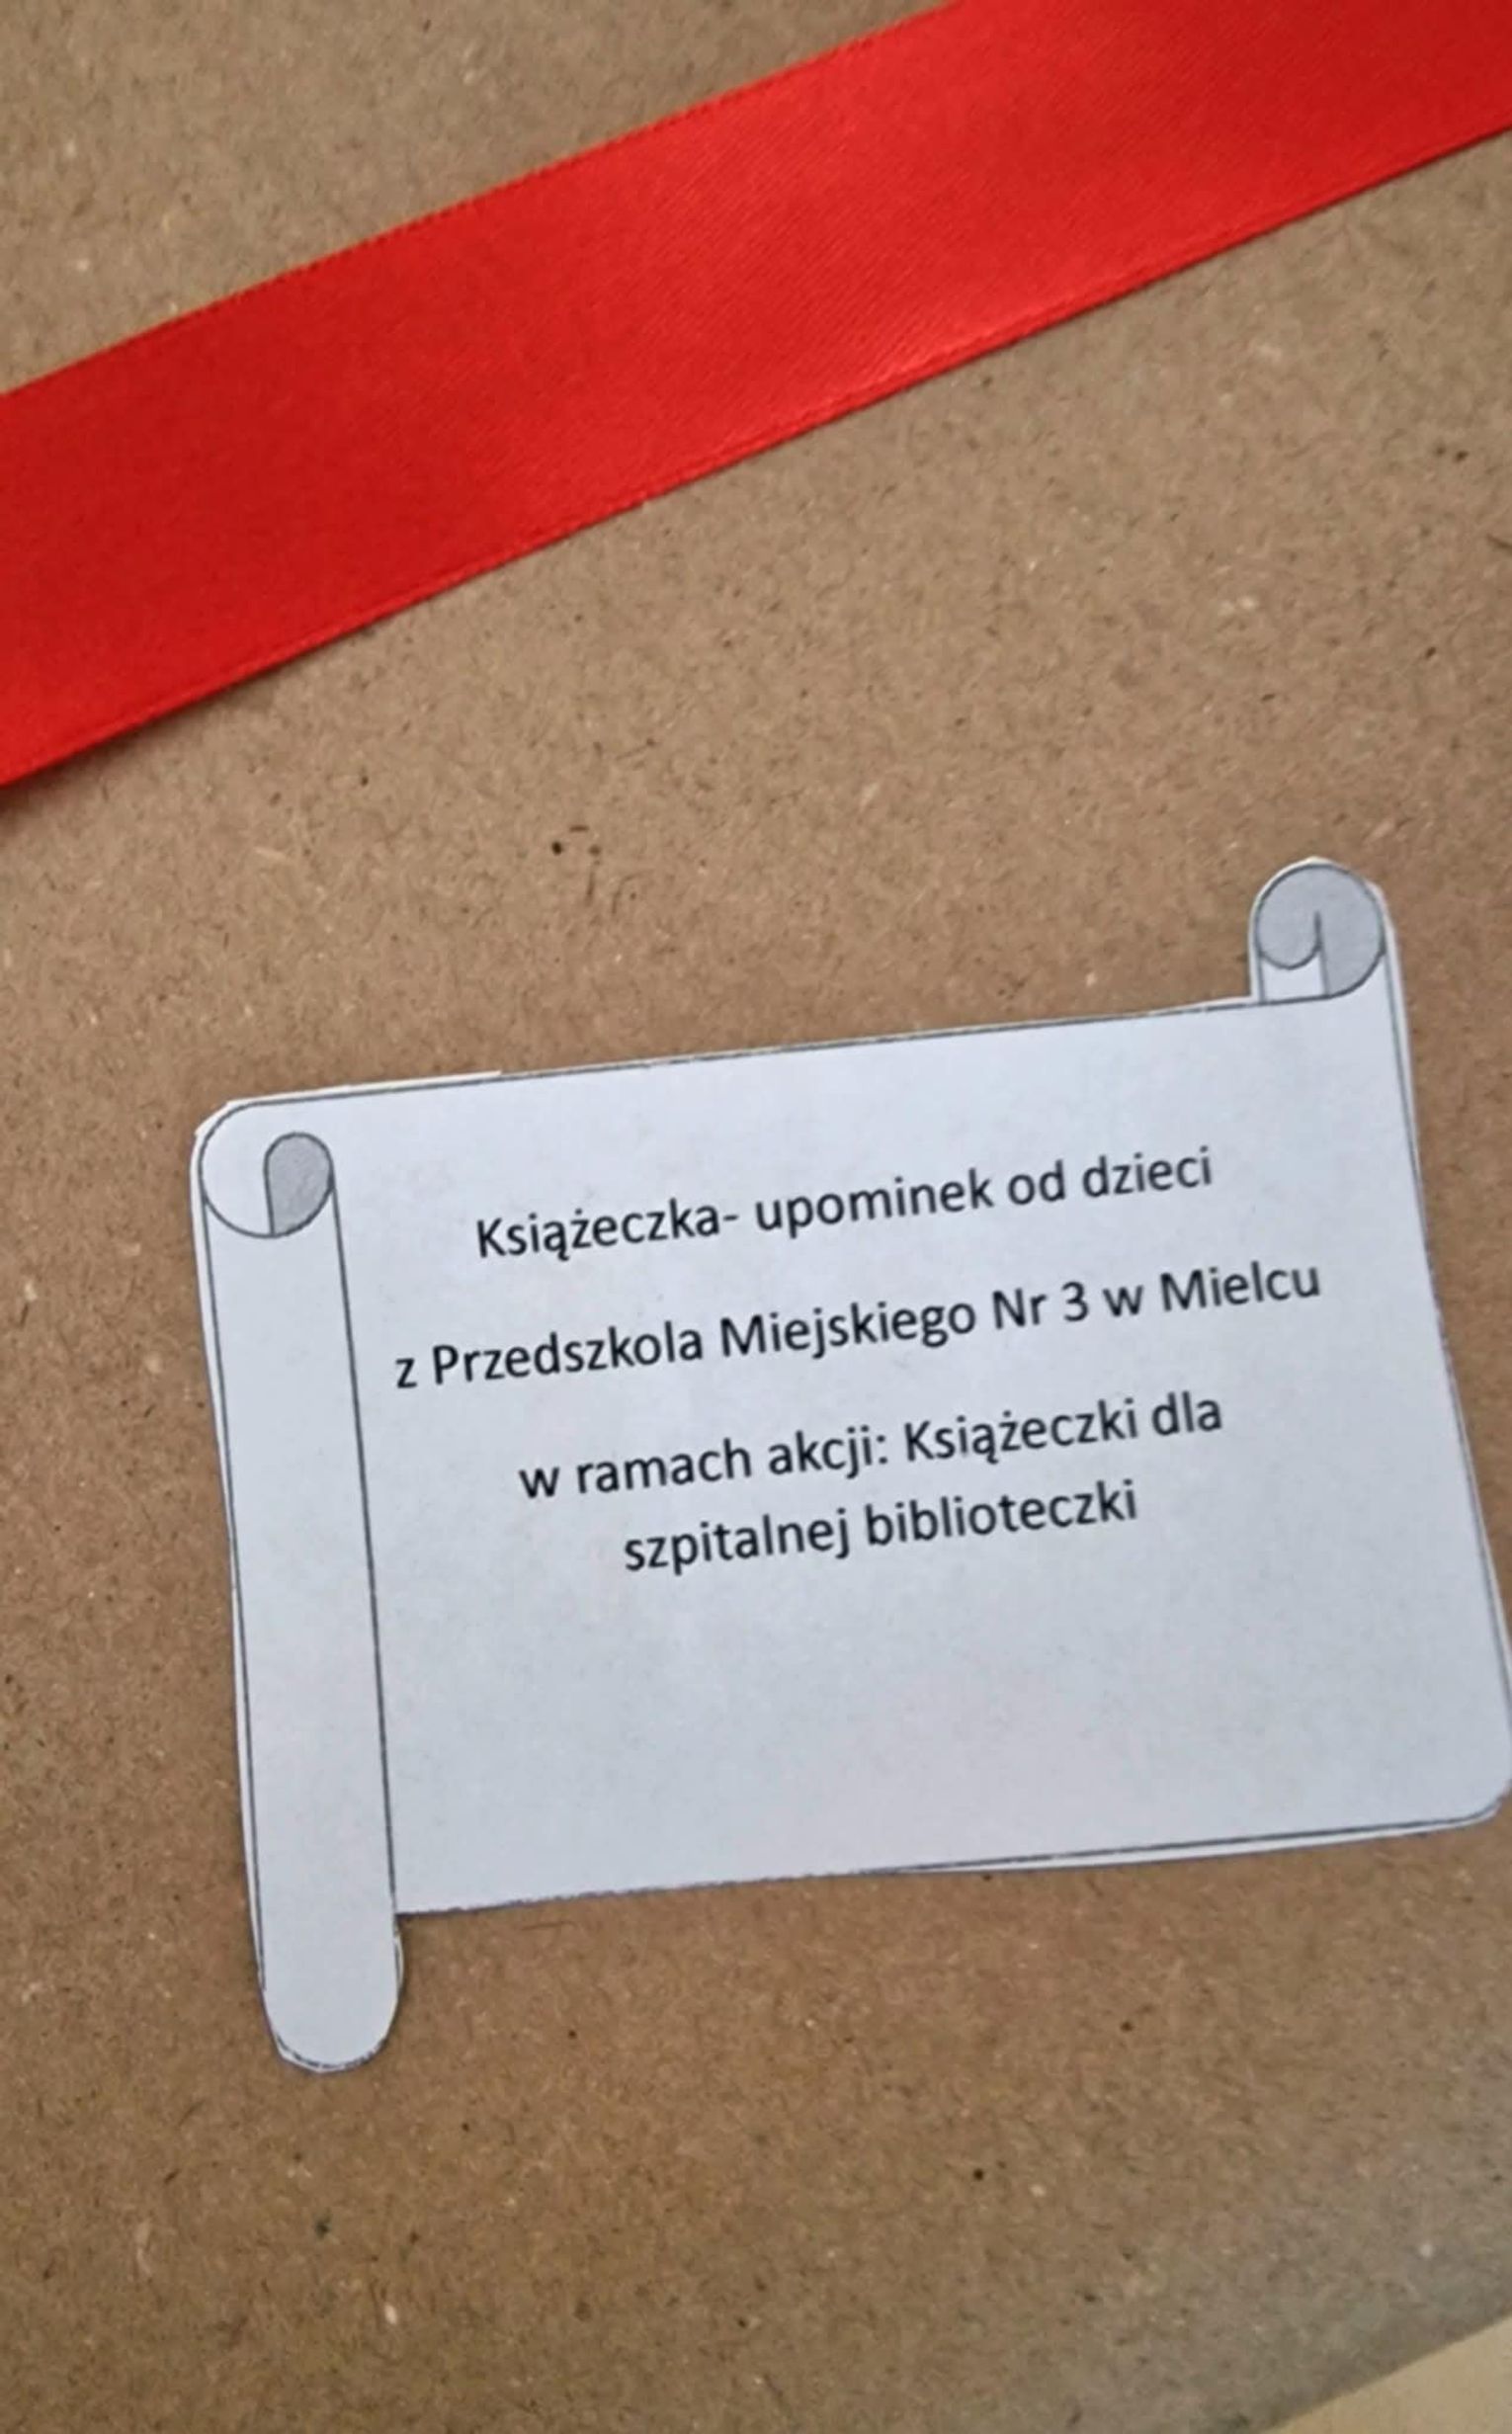 Książeczka- upominek od dzieci
z Przedszkola Miejskiego Nr 3 w Mielcu
w ramach akcji: Książeczki dla
szpitalnej biblioteczki